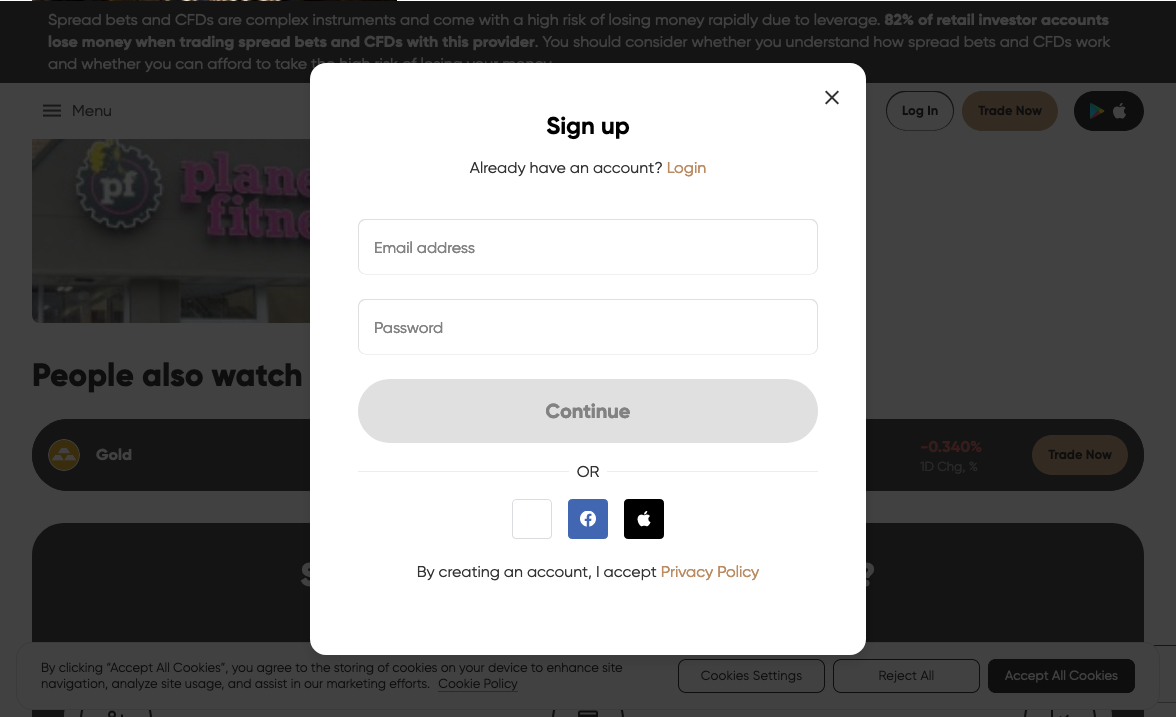 Spread bets and CFDs are complex instruments and come with a high risk of losing money rapidly due to leverage. 82% of retail investor accounts
lose money when trading spread bets and CFDs with this provider. You should consider whether you understand how spread bets and CFDs work
and whether you can afford to take the high risk of losing your money.
Menu
Log In
Trade Now
pf
Sign up
Already have an account? Login
Email address
Password
Continue
OR
By creating an account, I accept Privacy Policy
People also watch
Gold
-0.340%
1D Chg, %
Trade Now
?
By clicking “Accept All Cookies”, you agree to the storing of cookies on your device to enhance site
navigation, analyze site usage, and assist in our marketing efforts. Cookie Policy
Cookies Settings
Reject All
Accept All Cookies